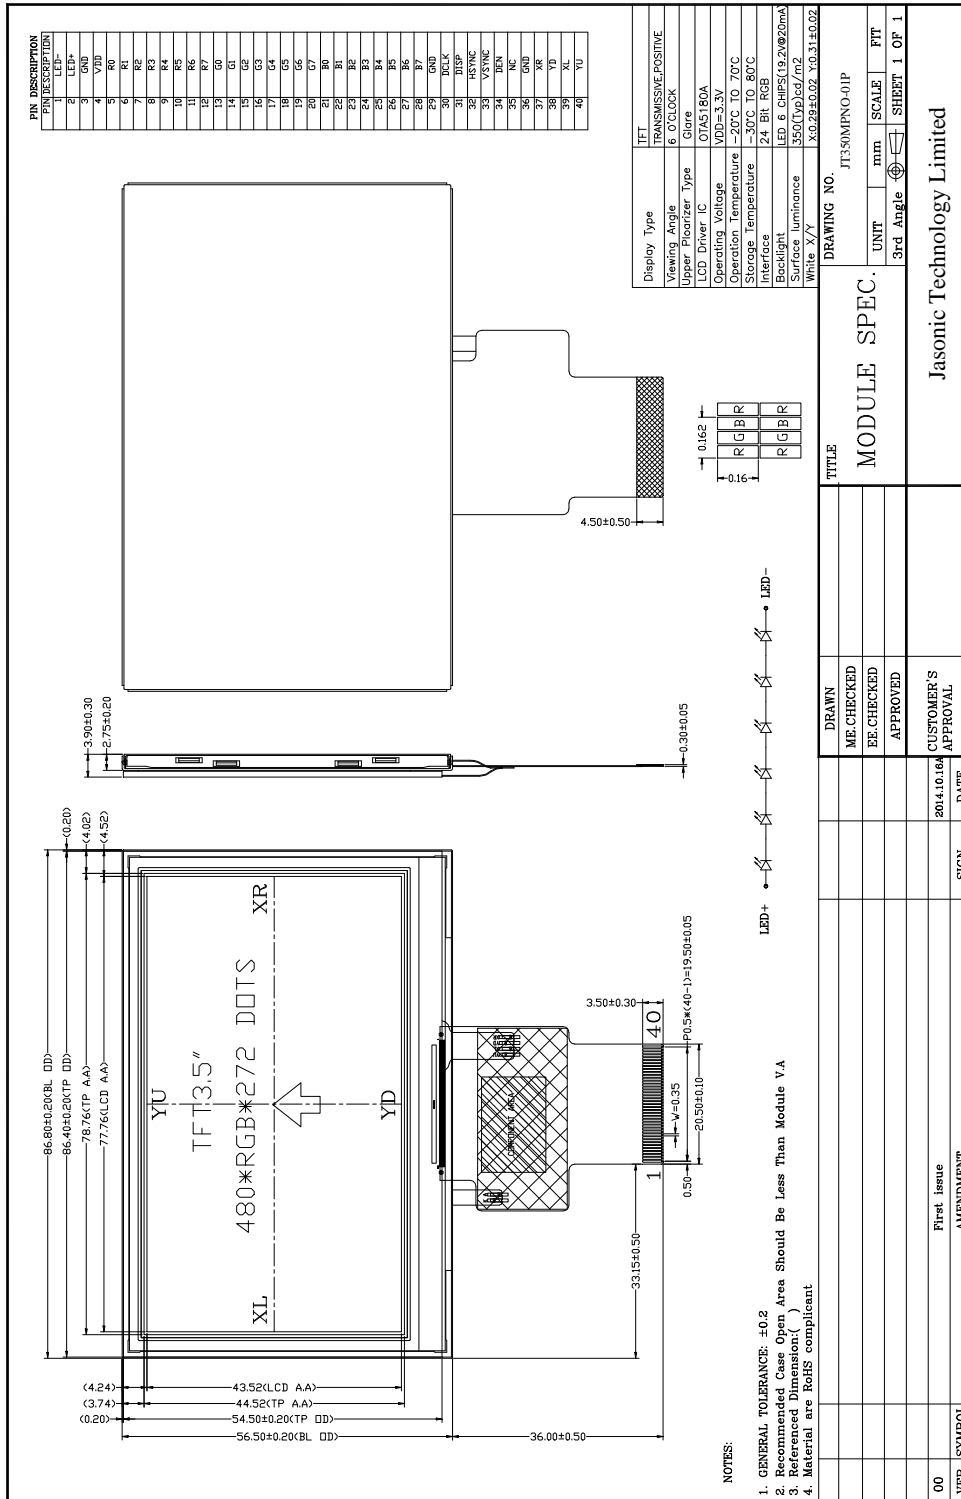 PIN DESCRIPTION
PIN DESCRIPTION
1 LED-
2 LED+
3 GND
4 VDD
5 R0
6 R1
7 R2
8 R3
9 R4
10 R5
11 R6
12 R7
13 G0
14 G1
15 G2
16 G3
17 G4
18 G5
19 G6
20 G7
21 B0
22 B1
23 B2
24 B3
25 B4
26 B5
27 B6
28 B7
29 GND
30 DCLK
31 DISP
32 HSYNC
33 VSYNC
34 DEN
35 NC
36 GND
37 XR
38 YD
39 XL
40 YU
86.80±0.20(BL OD)
86.40±0.20(TP OD)
78.76(TP A.A)
77.76(LCD A.A)
(0.20)
(4.02)
(4.52)
3.90±0.30
2.75±0.20
XL
XR
YU
YD
TFT3.5"
480*RGB*272 DOTS
(4.24)
(3.74)
(0.20)
43.52(LCD A.A)
44.52(TP A.A)
54.50±0.20(TP OD)
56.50±0.20(BL OD)
36.00±0.50
COMPONENT AREA
33.15±0.50
3.50±0.30
1
40
0.50
W=0.35
20.50±0.10
P0.5*(40-1)=19.50±0.05
0.30±0.05
4.50±0.50
0.162
0.16
R G B R
R G B R
LED+
LED-
Display Type TFT
TRANSMISSIVE,POSITIVE
Viewing Angle 6 O'CLOCK
Upper Ploarizer Type Glare
LCD Driver IC OTA5180A
Operating Voltage VDD=3.3V
Operation Temperature -20°C TO 70°C
Storage Temperature -30°C TO 80°C
Interface 24 Bit RGB
Backlight LED 6 CHIPS(19.2V@20mA)
Surface luminance 350(Typ)cd/m2
White X/Y X:0.29±0.02 Y:0.31±0.02
NOTES:
1. GENERAL TOLERANCE: ±0.2
2. Recommended Case Open Area Should Be Less Than Module V.A
3. Referenced Dimension:( )
4. Material are RoHS complicant
TITLE
MODULE SPEC.
DRAWING NO.
JT350MPNO-01P
UNIT mm SCALE FIT
3rd Angle SHEET 1 OF 1
Jasonic Technology Limited
DRAWN
ME.CHECKED
EE.CHECKED
APPROVED
CUSTOMER'S
APPROVAL
00 First issue 2014.10.16A
VER SYMBOL AMENDMENT SIGN DATE